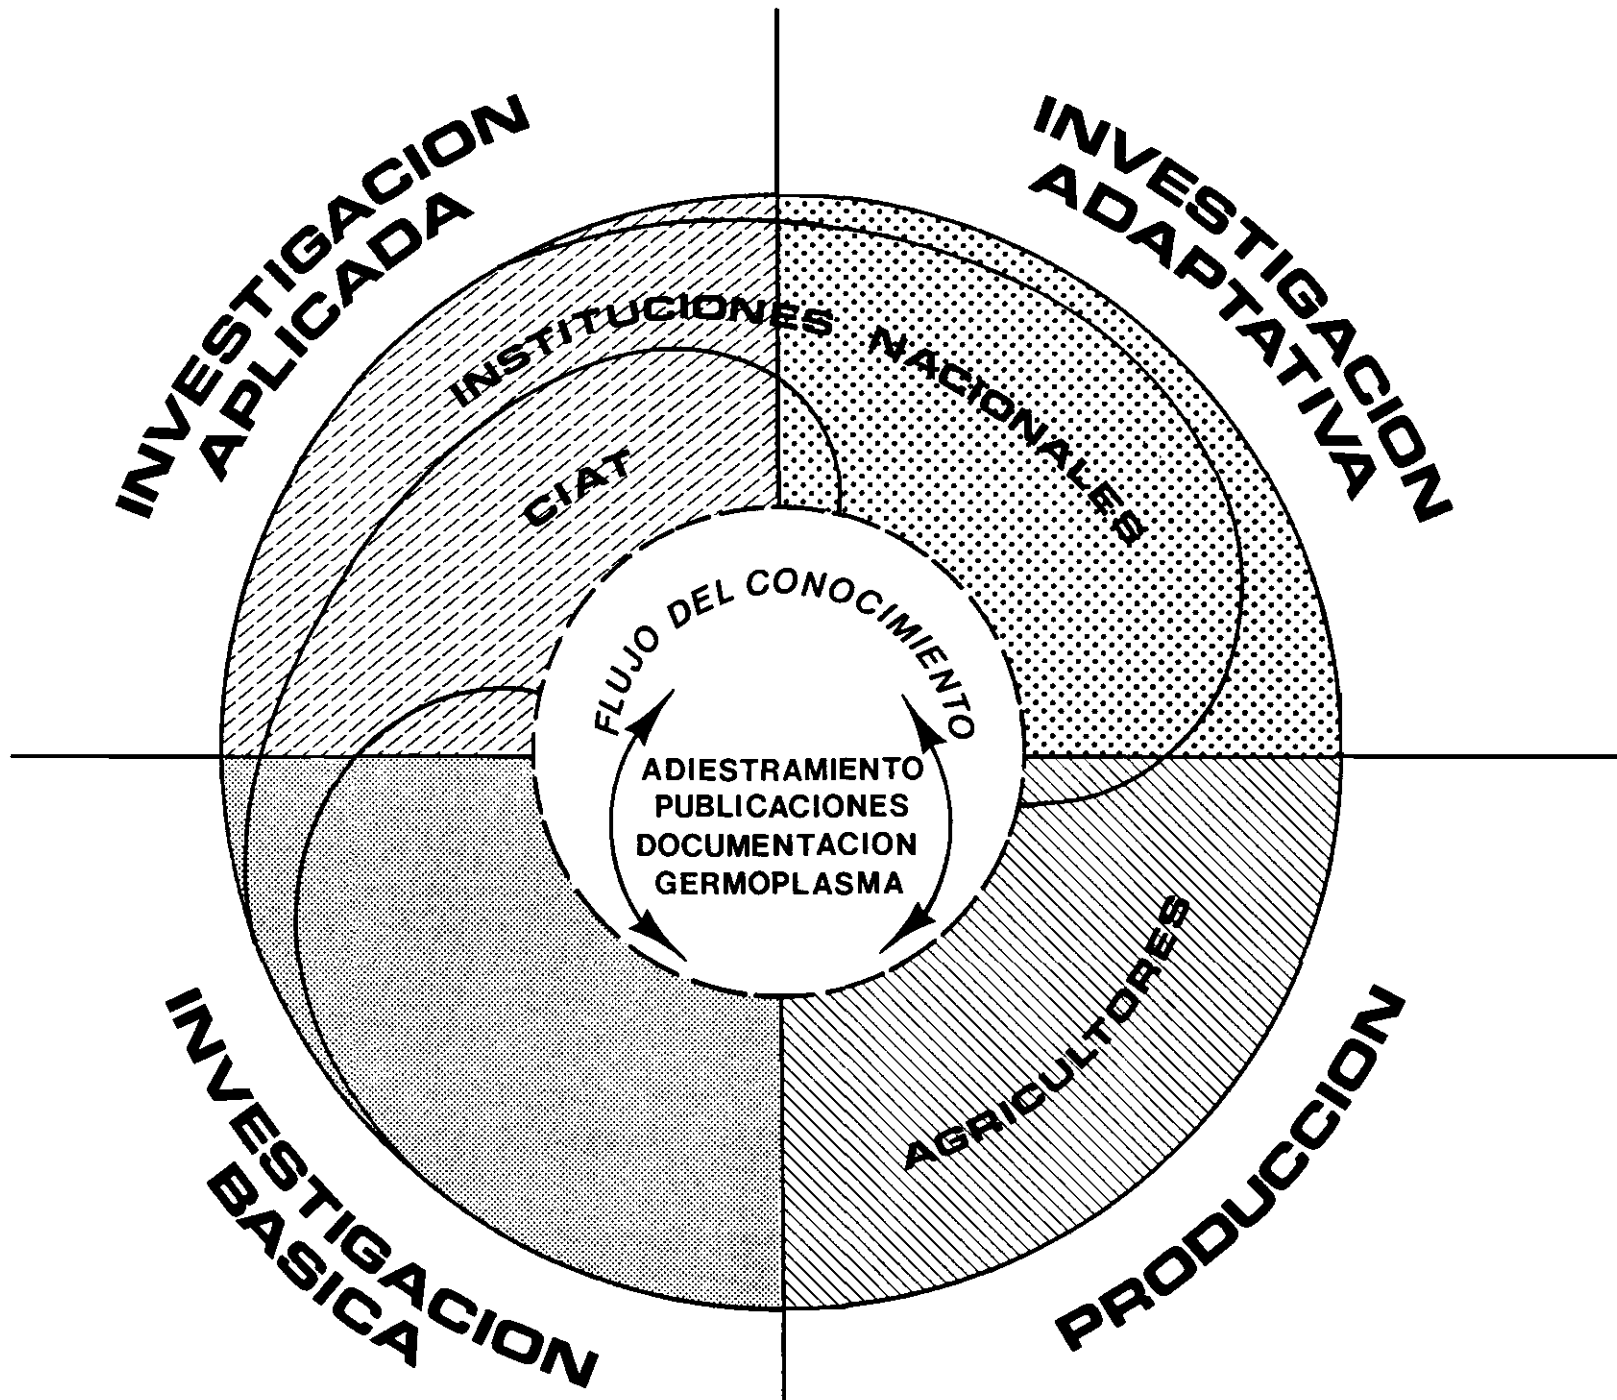 INVESTIGACION
APLICADA
INVESTIGACION
ADAPTATIVA
INSTITUCIONES NACIONALES
CIAT
FLUJO DEL CONOCIMIENTO
ADIESTRAMIENTO
PUBLICACIONES
DOCUMENTACION
GERMOPLASMA
AGRICULTORES
INVESTIGACION
BASICA
PRODUCCION